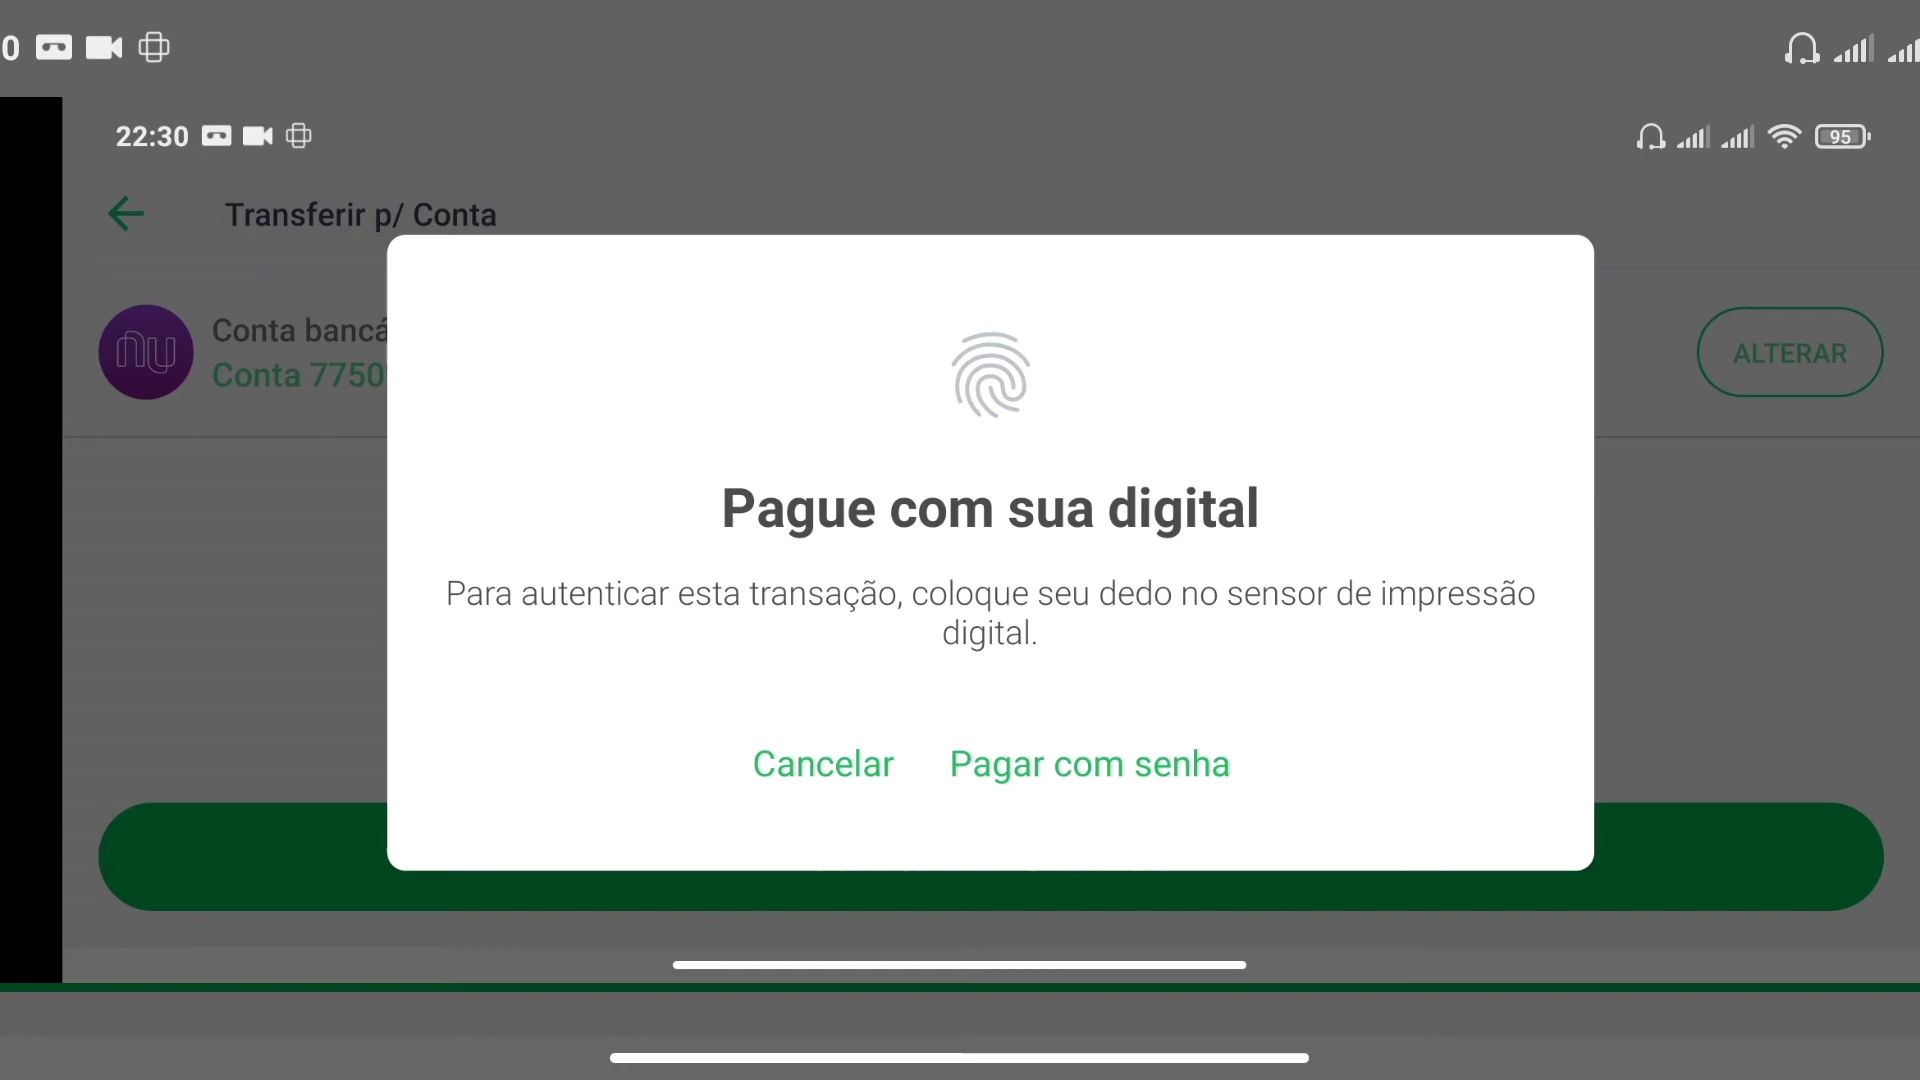 0
22:30
95
Transferir p/ Conta
nu
Conta bancá
Conta 7750
ALTERAR
Pague com sua digital
Para autenticar esta transação, coloque seu dedo no sensor de impressão
digital.
Cancelar Pagar com senha